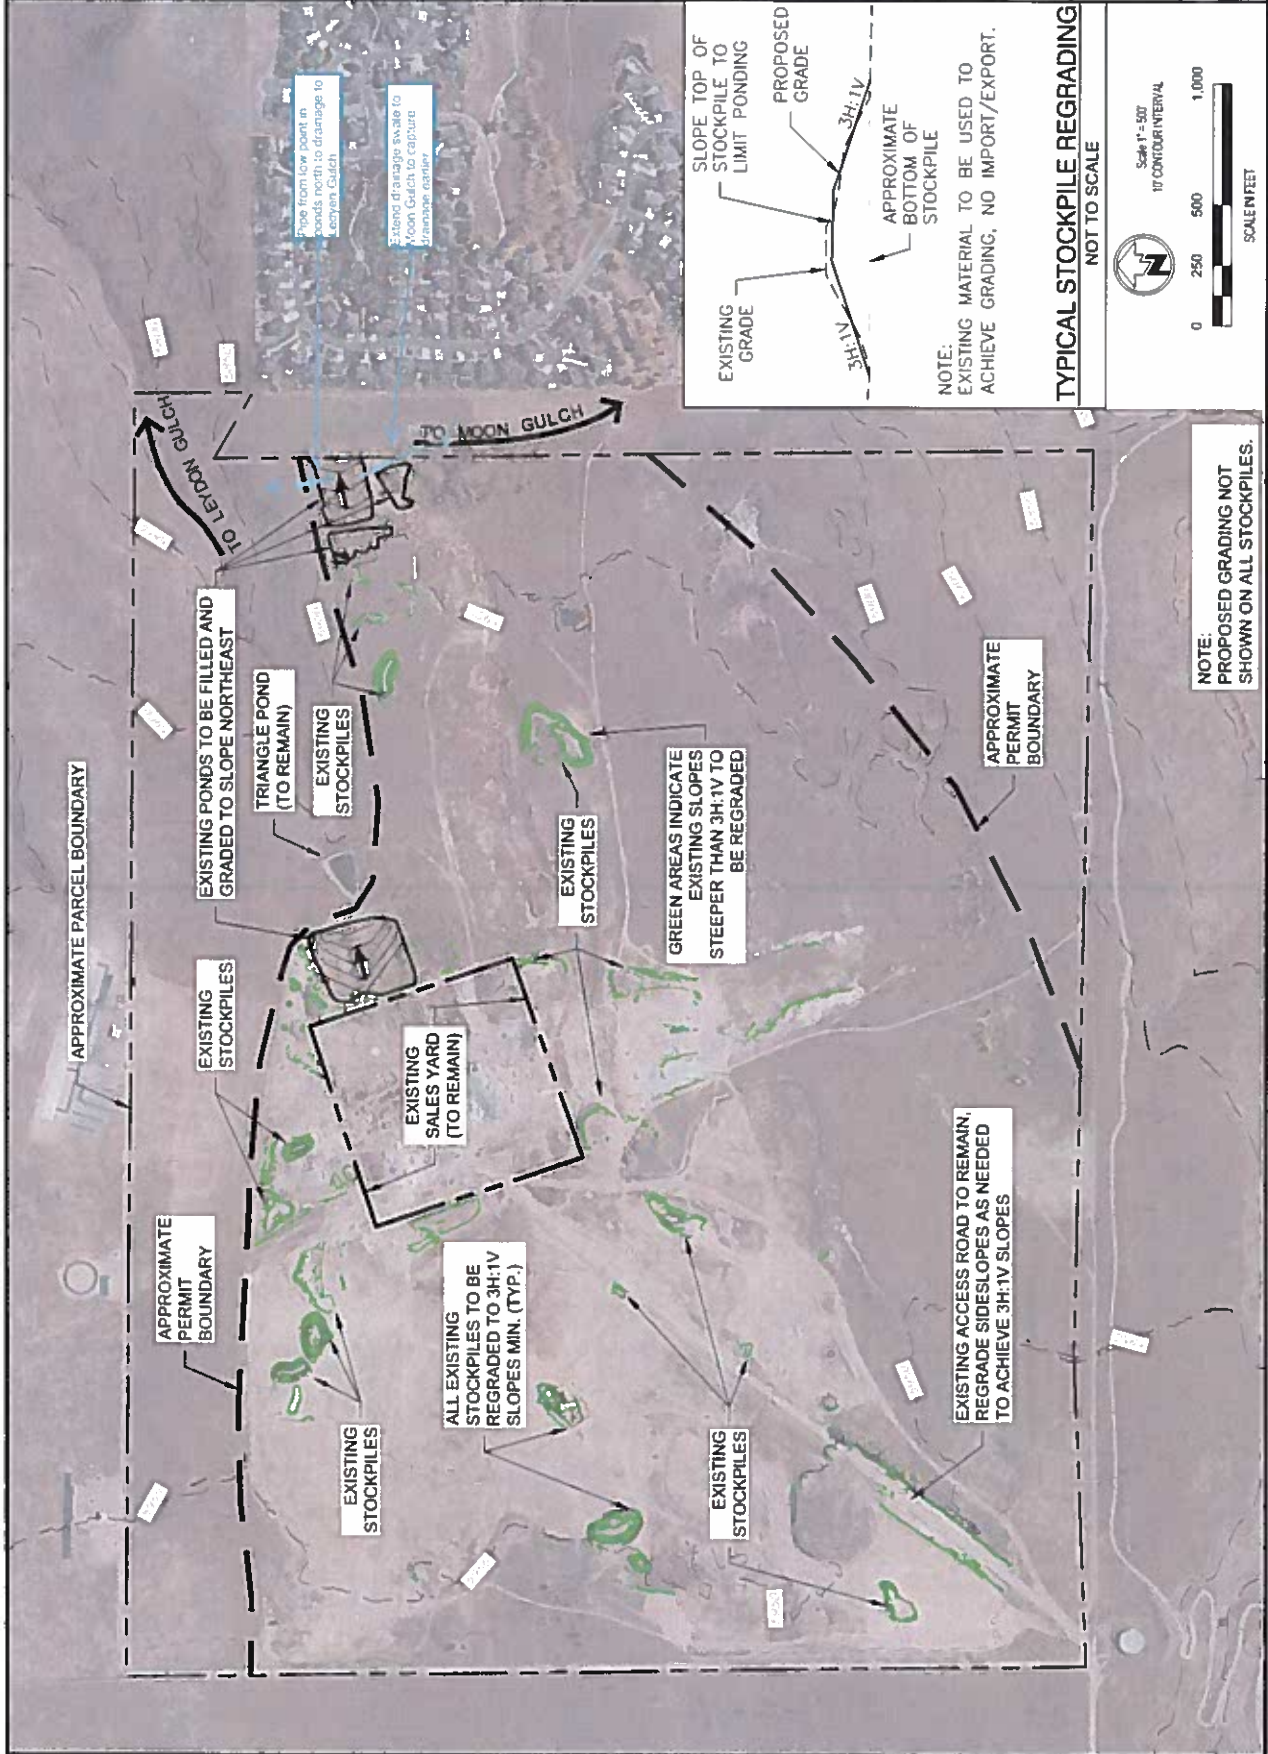 APPROXIMATE PARCEL BOUNDARY
APPROXIMATE
PERMIT
BOUNDARY
EXISTING
STOCKPILES
EXISTING PONDS TO BE FILLED AND
GRADED TO SLOPE NORTHEAST
TRIANGLE POND
(TO REMAIN)
EXISTING
STOCKPILES
TO LEYDON GULCH
TO MOON GULCH
Pipe from low point in
ponds north to drainage to
Leyden Gulch
Extend drainage swale to
Moon Gulch to capture
drainage earlier
EXISTING
STOCKPILES
ALL EXISTING
STOCKPILES TO BE
REGRADED TO 3H:1V
SLOPES MIN. (TYP.)
EXISTING
SALES YARD
(TO REMAIN)
EXISTING
STOCKPILES
GREEN AREAS INDICATE
EXISTING SLOPES
STEEPER THAN 3H:1V TO
BE REGRADED
EXISTING
STOCKPILES
EXISTING ACCESS ROAD TO REMAIN,
REGRADE SIDESLOPES AS NEEDED
TO ACHIEVE 3H:1V SLOPES
APPROXIMATE
PERMIT
BOUNDARY
SLOPE TOP OF
STOCKPILE TO
LIMIT PONDING
EXISTING
GRADE
PROPOSED
GRADE
3H:1V
3H:1V
APPROXIMATE
BOTTOM OF
STOCKPILE
NOTE:
EXISTING MATERIAL TO BE USED TO
ACHIEVE GRADING, NO IMPORT/EXPORT.
TYPICAL STOCKPILE REGRADING
NOT TO SCALE
N
Scale 1" = 500'
10' CONTOUR INTERVAL
0 250 500 1,000
SCALE IN FEET
NOTE:
PROPOSED GRADING NOT
SHOWN ON ALL STOCKPILES.